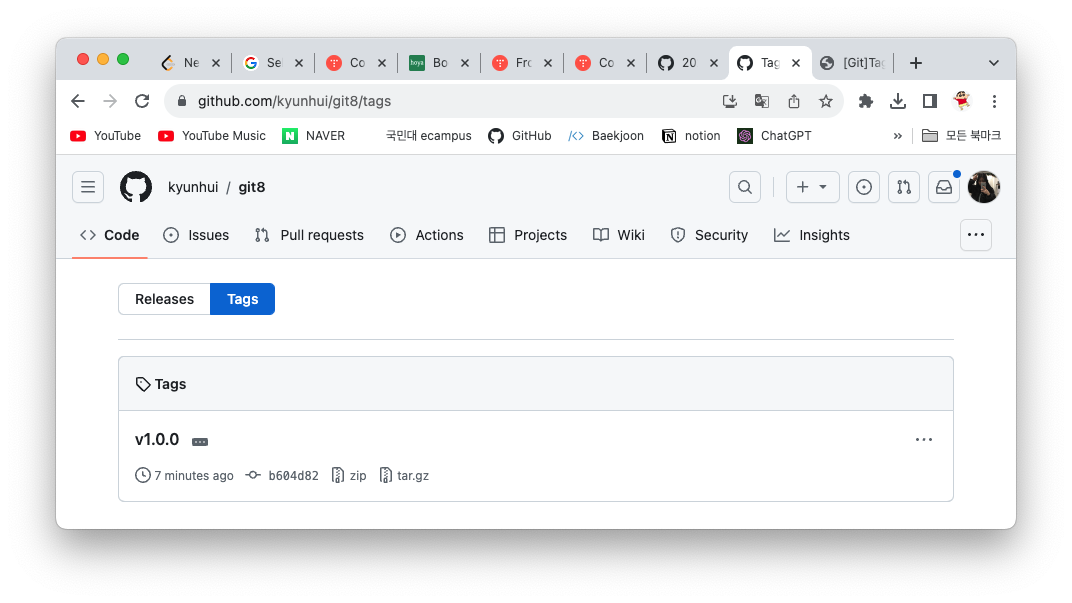 Ne Sel Co Bo Fro Co 20 Tag [Git]Tag
github.com/kyunhui/git8/tags
YouTube YouTube Music NAVER 국민대 ecampus GitHub Baekjoon notion ChatGPT » 모든 북마크
kyunhui / git8
Code Issues Pull requests Actions Projects Wiki Security Insights
Releases Tags
Tags
v1.0.0
7 minutes ago b604d82 zip tar.gz